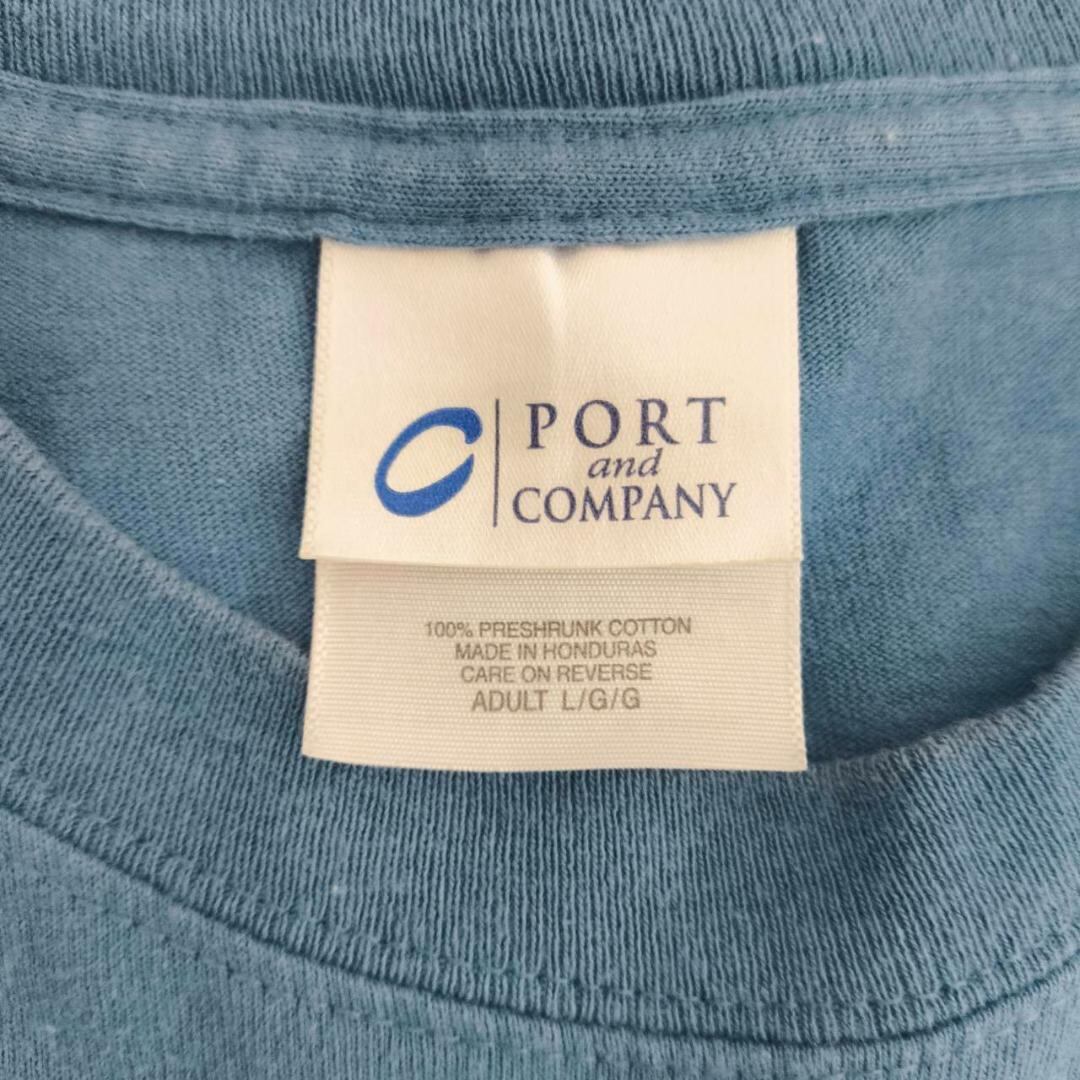 PORT
and
COMPANY
100% PRESHRUNK COTTON
MADE IN HONDURAS
CARE ON REVERSE
ADULT L/G/G